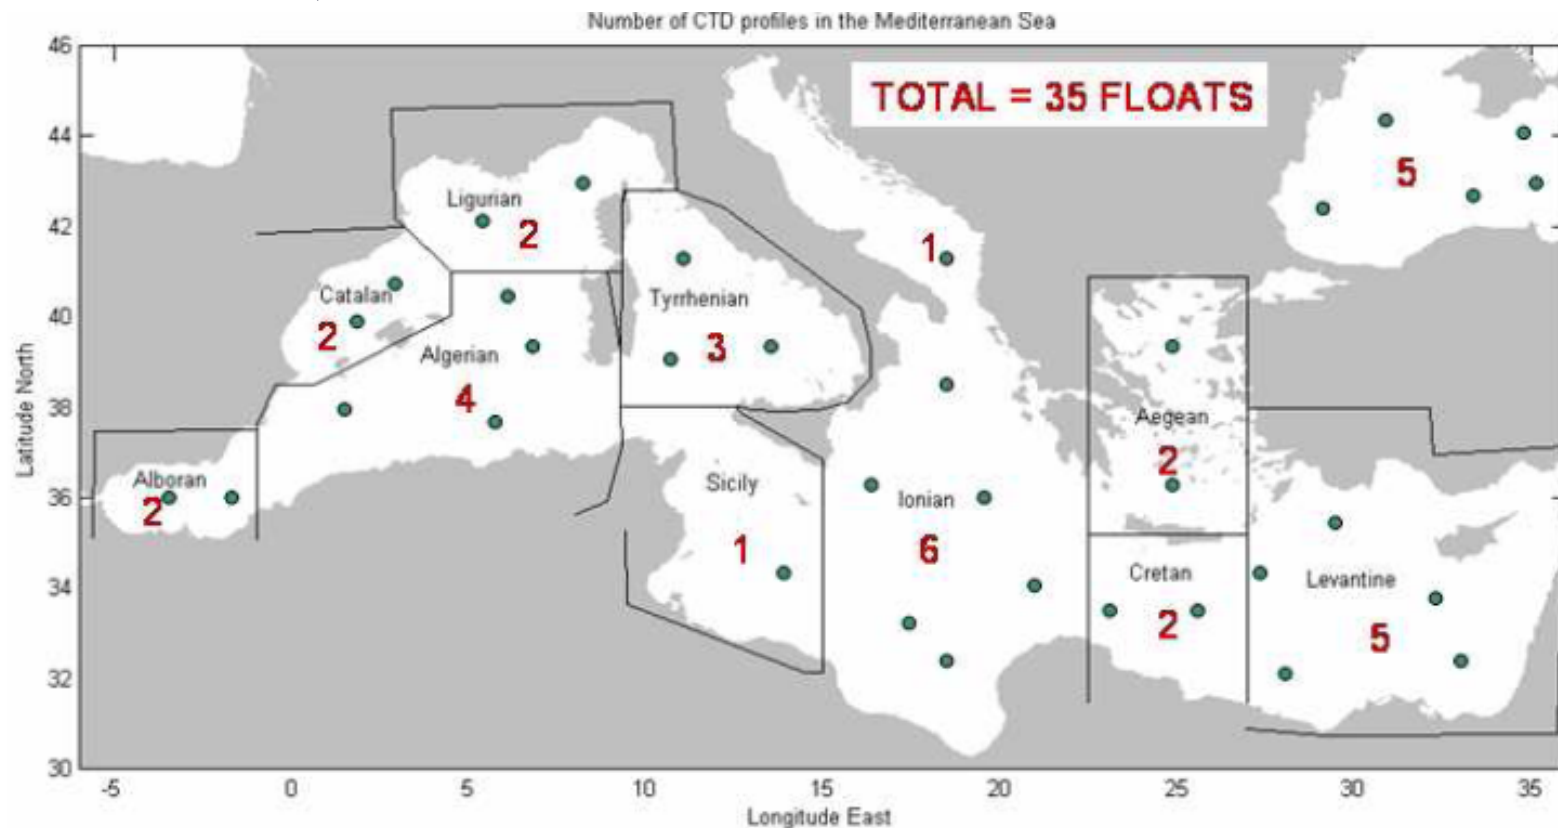 Number of CTD profiles in the Mediterranean Sea
46
TOTAL = 35 FLOATS
44
5
Ligurian
2
42
1
Catalan
2
Tyrrhenian
3
40
Algerian
4
38
Aegean
2
Alboran
2
36
Sicily
1
Ionian
6
34
Cretan
2
Levantine
5
32
30
Latitude North
-5 0 5 10 15 20 25 30 35
Longitude East